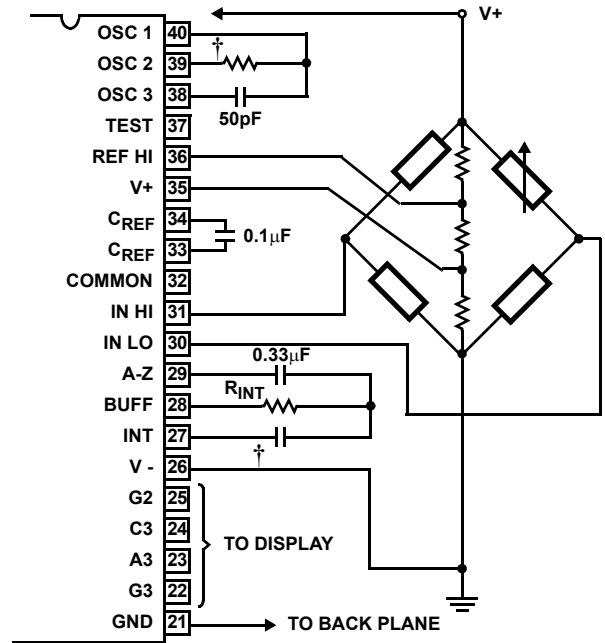 V+
OSC 1 40
OSC 2 39 †
OSC 3 38
50pF
TEST 37
REF HI 36
V+ 35
CREF 34
0.1µF
CREF 33
COMMON 32
IN HI 31
IN LO 30
0.33µF
A-Z 29
RINT
BUFF 28
INT 27
†
V - 26
G2 25
C3 24
TO DISPLAY
A3 23
G3 22
GND 21 TO BACK PLANE